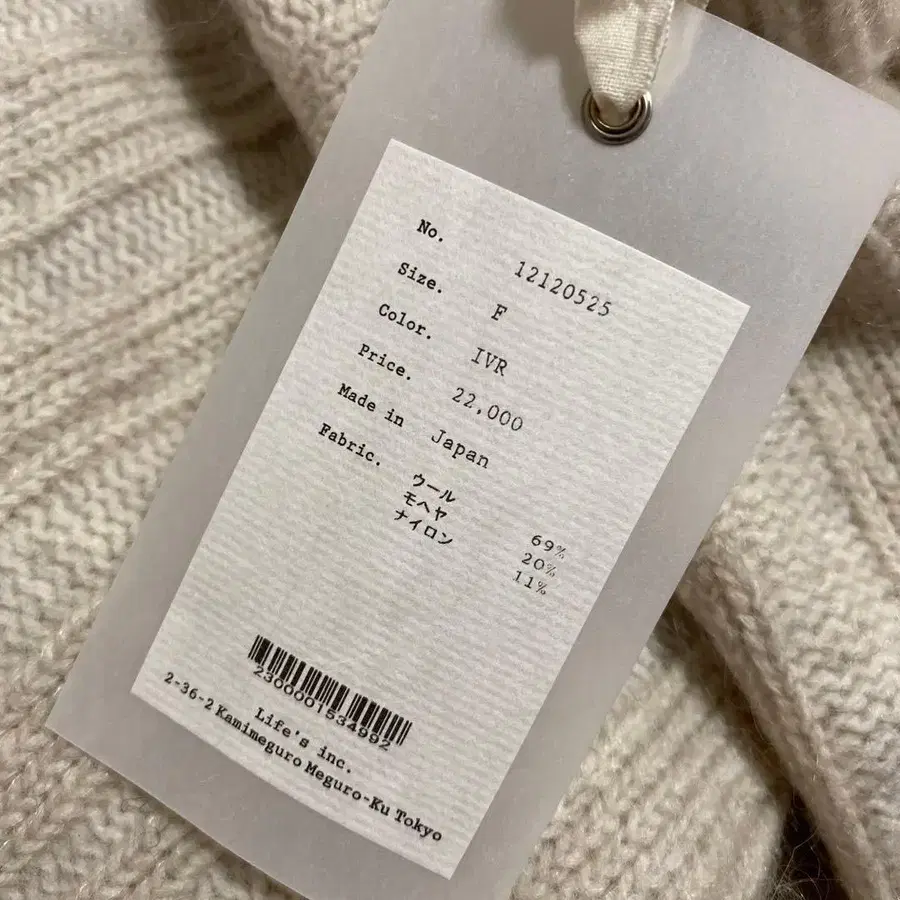 No. 12120525
Size. F
Color. IVR
Price. 22,000
Made in Japan
Fabric.
ウール 69%
モヘヤ 20%
ナイロン 11%
2300001534992
Life's inc.
2-36-2 Kamimeguro Meguro-Ku Tokyo